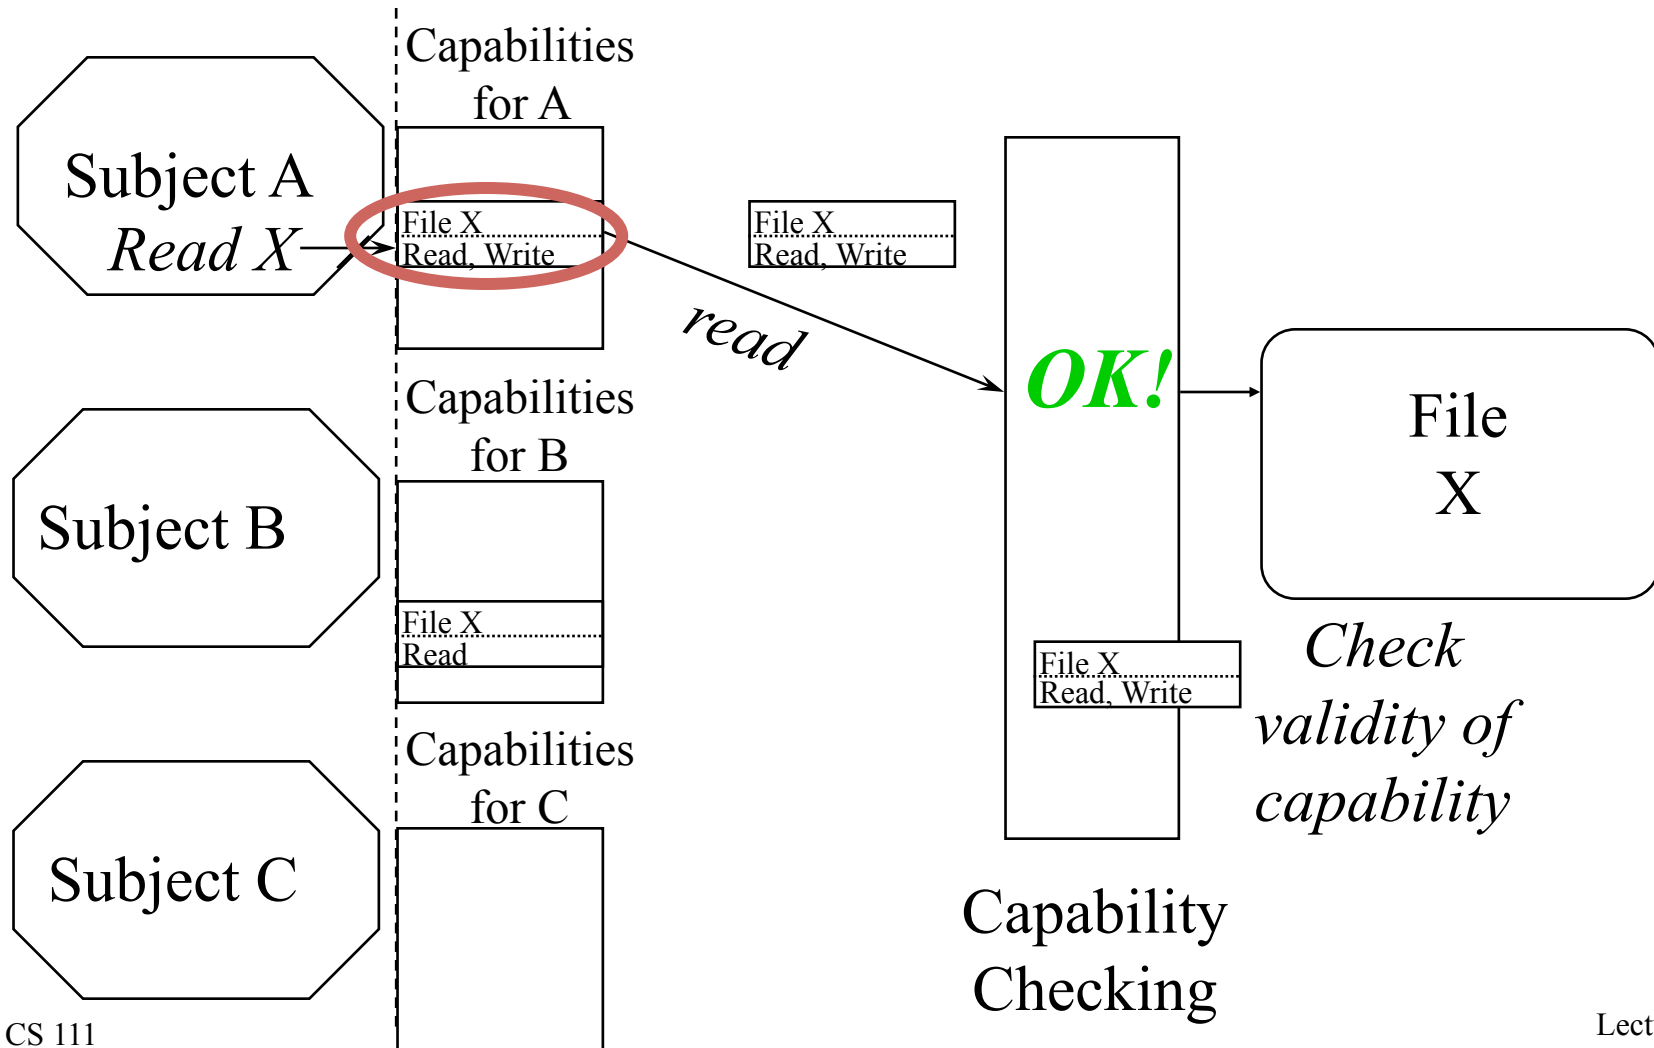 Capabilities
for A
Subject A
Read X
File X
Read, Write
File X
Read, Write
read
OK!
File
X
Capabilities
for B
Subject B
File X
Read
File X
Read, Write
Check
validity of
capability
Capabilities
for C
Subject C
Capability
Checking
CS 111
Lect